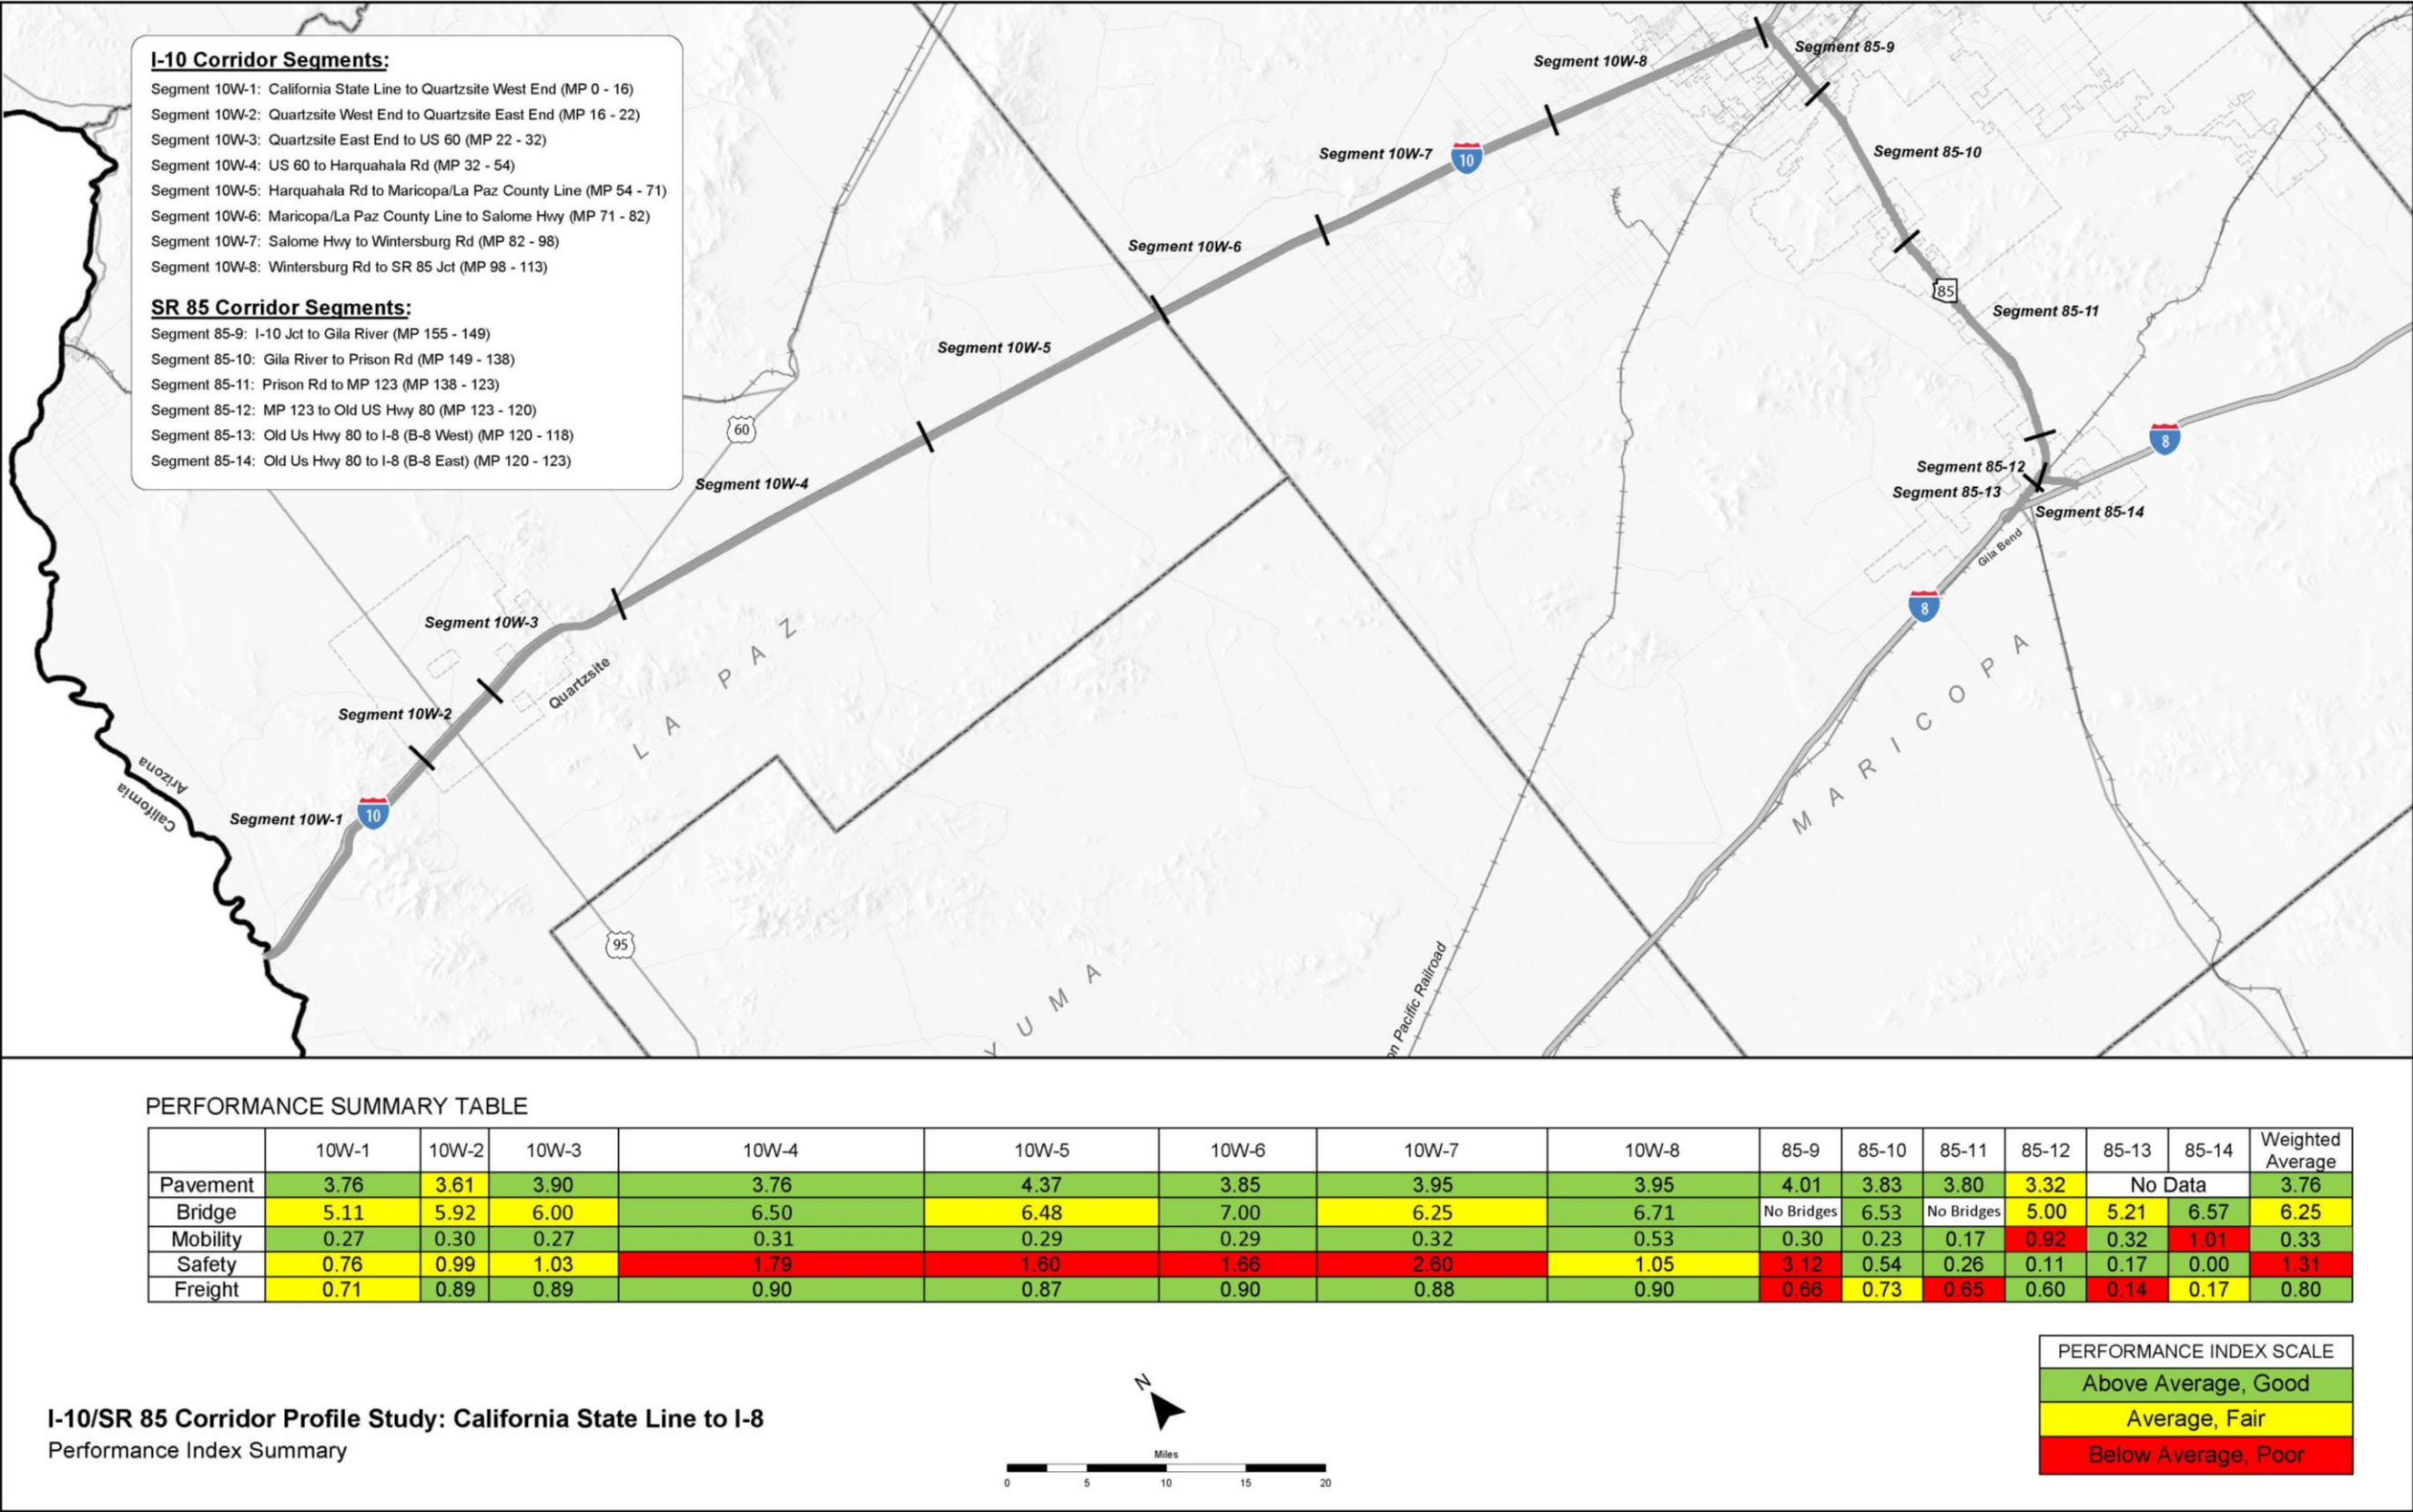 I-10 Corridor Segments:
Segment 10W-1: California State Line to Quartzsite West End (MP 0 - 16)
Segment 10W-2: Quartzsite West End to Quartzsite East End (MP 16 - 22)
Segment 10W-3: Quartzsite East End to US 60 (MP 22 - 32)
Segment 10W-4: US 60 to Harquahala Rd (MP 32 - 54)
Segment 10W-5: Harquahala Rd to Maricopa/La Paz County Line (MP 54 - 71)
Segment 10W-6: Maricopa/La Paz County Line to Salome Hwy (MP 71 - 82)
Segment 10W-7: Salome Hwy to Wintersburg Rd (MP 82 - 98)
Segment 10W-8: Wintersburg Rd to SR 85 Jct (MP 98 - 113)
SR 85 Corridor Segments:
Segment 85-9: I-10 Jct to Gila River (MP 155 - 149)
Segment 85-10: Gila River to Prison Rd (MP 149 - 138)
Segment 85-11: Prison Rd to MP 123 (MP 138 - 123)
Segment 85-12: MP 123 to Old US Hwy 80 (MP 123 - 120)
Segment 85-13: Old Us Hwy 80 to I-8 (B-8 West) (MP 120 - 118)
Segment 85-14: Old Us Hwy 80 to I-8 (B-8 East) (MP 120 - 123)
Segment 85-9
Segment 10W-8
Segment 10W-7
10
Segment 85-10
Segment 10W-6
85
Segment 85-11
Segment 10W-5
60
8
Segment 10W-4
Segment 85-12
Segment 85-13
Segment 85-14
Gila Bend
8
Segment 10W-3
Quartzsite
LA PAZ
MARICOPA
Segment 10W-2
Arizona
California
Segment 10W-1
10
95
YUMA
on Pacific Railroad
PERFORMANCE SUMMARY TABLE
10W-1 10W-2 10W-3 10W-4 10W-5 10W-6 10W-7 10W-8 85-9 85-10 85-11 85-12 85-13 85-14 Weighted Average
Pavement 3.76 3.61 3.90 3.76 4.37 3.85 3.95 3.95 4.01 3.83 3.80 3.32 No Data 3.76
Bridge 5.11 5.92 6.00 6.50 6.48 7.00 6.25 6.71 No Bridges 6.53 No Bridges 5.00 5.21 6.57 6.25
Mobility 0.27 0.30 0.27 0.31 0.29 0.29 0.32 0.53 0.30 0.23 0.17 0.92 0.32 1.01 0.33
Safety 0.76 0.99 1.03 1.79 1.60 1.66 2.60 1.05 3.12 0.54 0.26 0.11 0.17 0.00 1.31
Freight 0.71 0.89 0.89 0.90 0.87 0.90 0.88 0.90 0.66 0.73 0.65 0.60 0.14 0.17 0.80
PERFORMANCE INDEX SCALE
Above Average, Good
Average, Fair
Below Average, Poor
N
I-10/SR 85 Corridor Profile Study: California State Line to I-8
Performance Index Summary
Miles
0 5 10 15 20